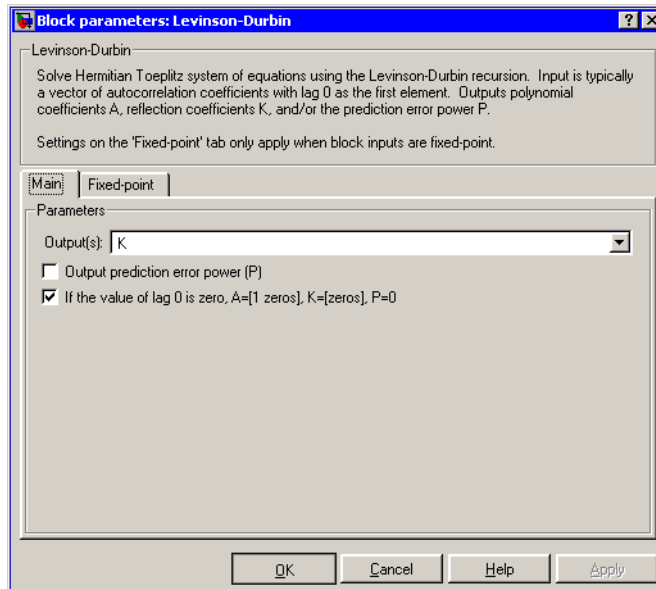 Block parameters: Levinson-Durbin
Levinson-Durbin
Solve Hermitian Toeplitz system of equations using the Levinson-Durbin recursion. Input is typically
a vector of autocorrelation coefficients with lag 0 as the first element. Outputs polynomial
coefficients A, reflection coefficients K, and/or the prediction error power P.
Settings on the 'Fixed-point' tab only apply when block inputs are fixed-point.
Main Fixed-point
Parameters
Output(s): K
Output prediction error power (P)
If the value of lag 0 is zero, A=[1 zeros], K=[zeros], P=0
OK Cancel Help Apply